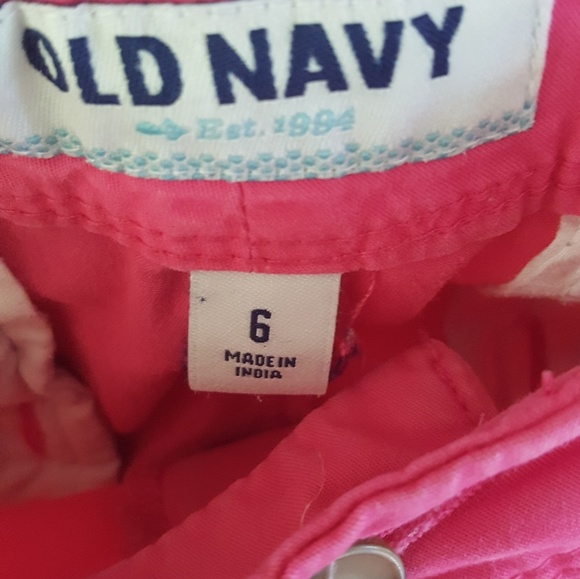 OLD NAVY
Est. 1994
6
MADE IN
INDIA